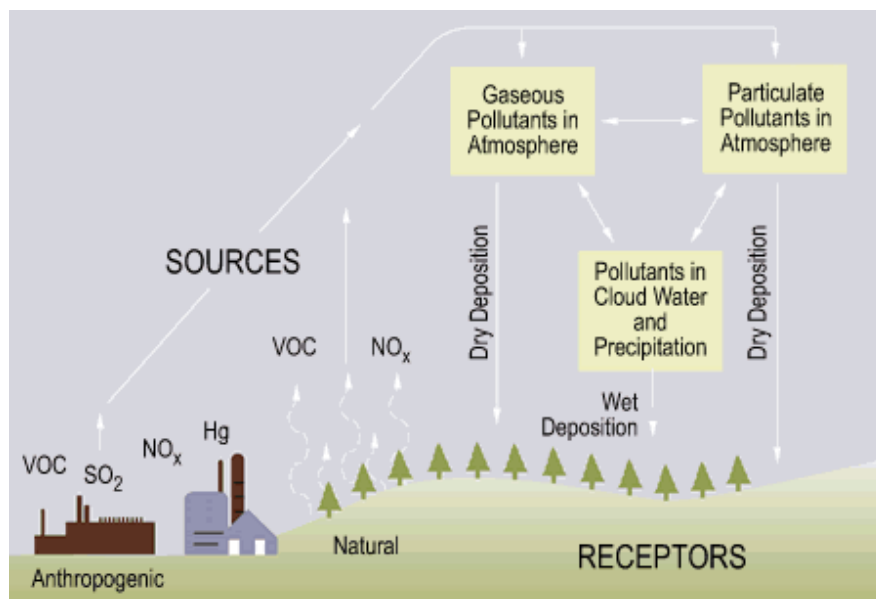 Gaseous
Pollutants in
Atmosphere
Particulate
Pollutants in
Atmosphere
SOURCES
Dry Deposition
Pollutants in
Cloud Water
and
Precipitation
Dry Deposition
VOC
NOx
Wet
Deposition
VOC
SO2
NOx
Hg
Natural
RECEPTORS
Anthropogenic